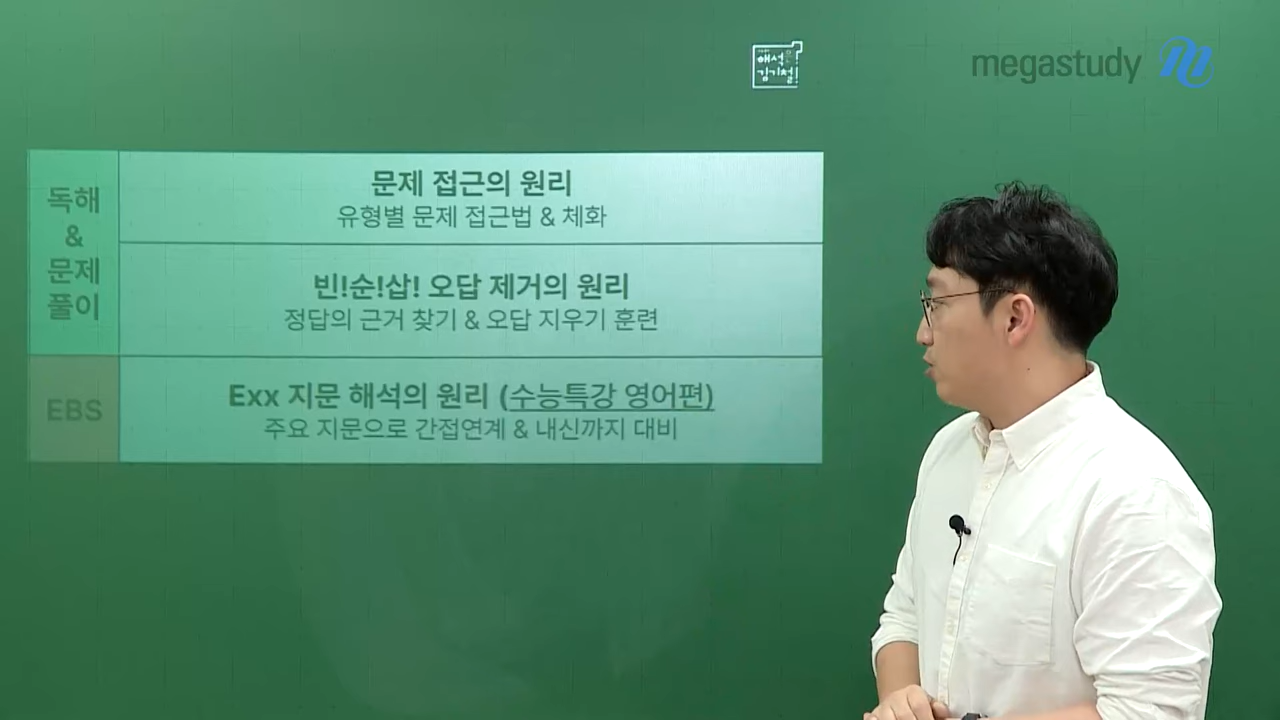 해석
김기철!
megastudy
독해
&
문제
풀이
문제 접근의 원리
유형별 문제 접근법 & 체화
빈!순!삽! 오답 제거의 원리
정답의 근거 찾기 & 오답 지우기 훈련
EBS
Exx 지문 해석의 원리 (수능특강 영어편)
주요 지문으로 간접연계 & 내신까지 대비